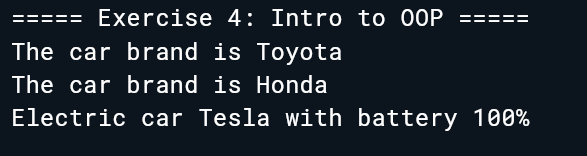 ===== Exercise 4: Intro to OOP =====
The car brand is Toyota
The car brand is Honda
Electric car Tesla with battery 100%